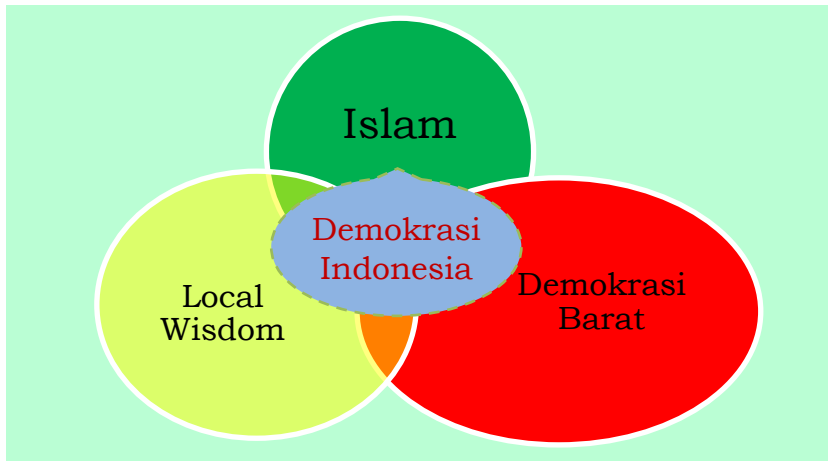 Islam
Demokrasi
Indonesia
Local
Wisdom
Demokrasi
Barat